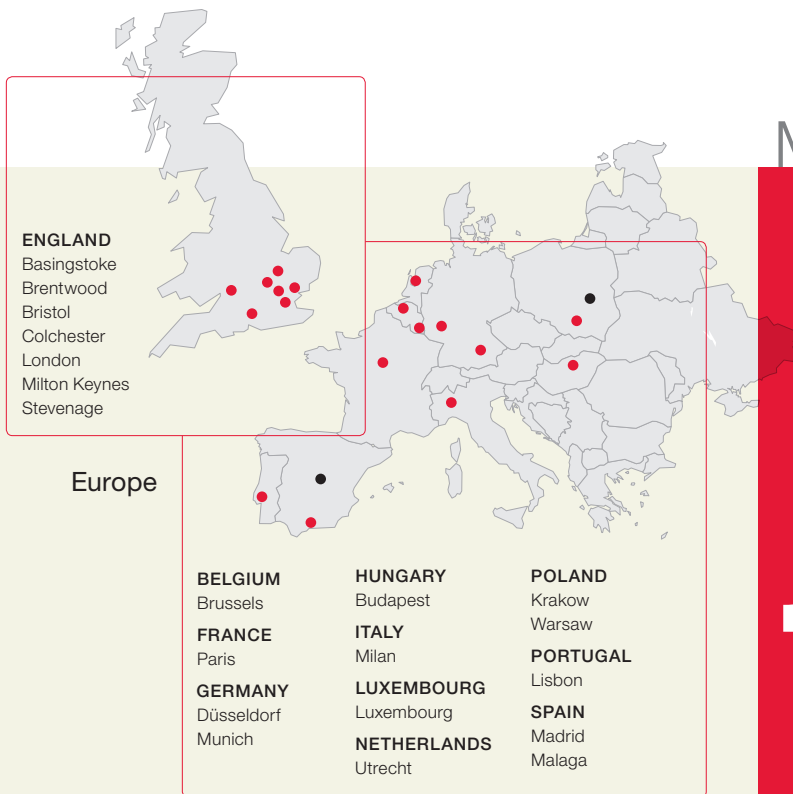 ENGLAND
Basingstoke
Brentwood
Bristol
Colchester
London
Milton Keynes
Stevenage
Europe
BELGIUM
Brussels
FRANCE
Paris
GERMANY
Düsseldorf
Munich
HUNGARY
Budapest
ITALY
Milan
LUXEMBOURG
Luxembourg
NETHERLANDS
Utrecht
POLAND
Krakow
Warsaw
PORTUGAL
Lisbon
SPAIN
Madrid
Malaga